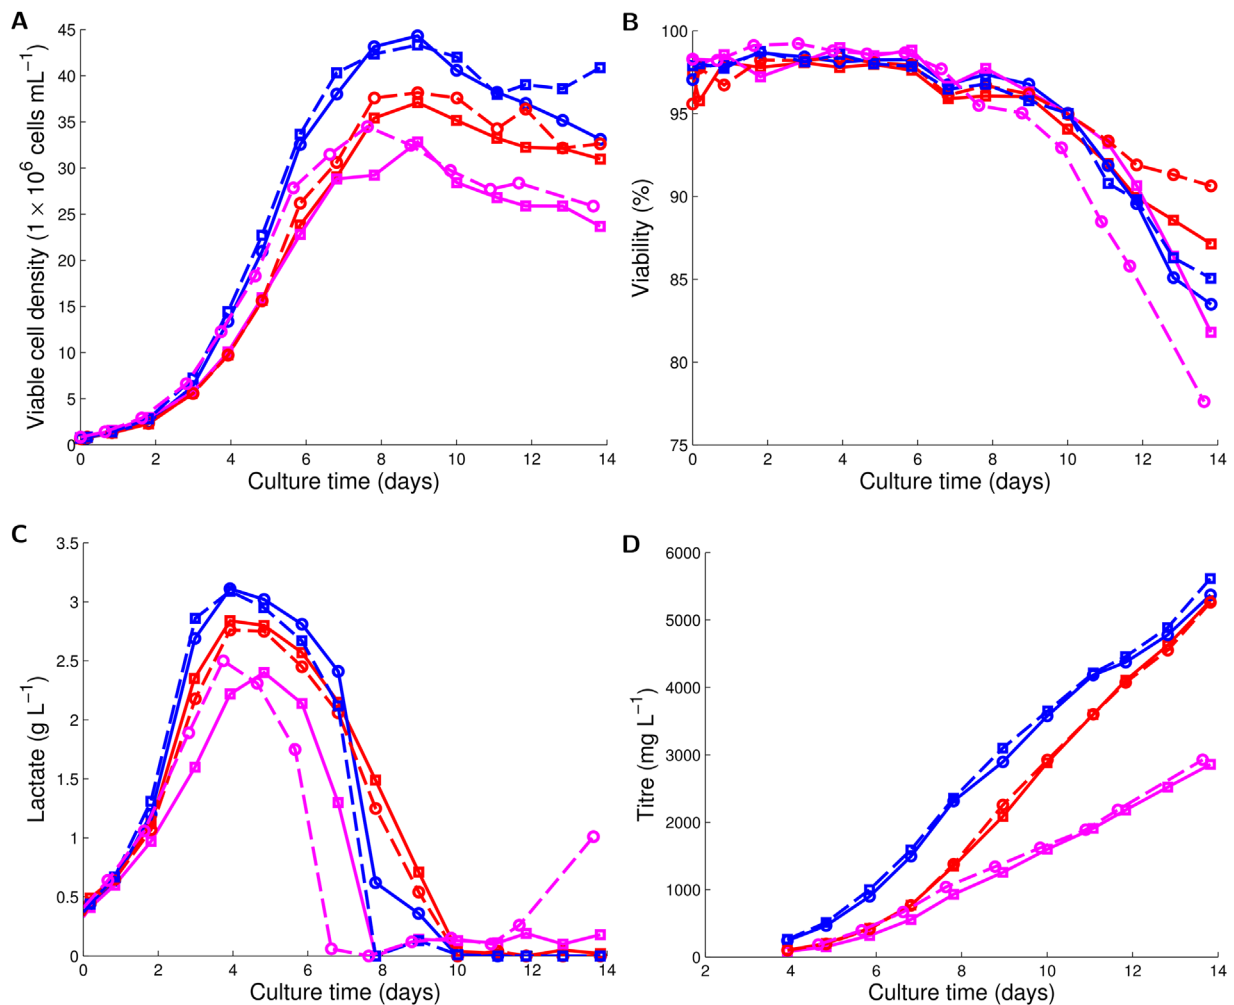 A
Viable cell density (1 × 10⁶ cells mL⁻¹)
45
40
35
30
25
20
15
10
5
0
0 2 4 6 8 10 12 14
Culture time (days)
B
Viability (%)
100
95
90
85
80
75
0 2 4 6 8 10 12 14
Culture time (days)
C
Lactate (g L⁻¹)
3.5
3
2.5
2
1.5
1
0.5
0
0 2 4 6 8 10 12 14
Culture time (days)
D
Titre (mg L⁻¹)
6000
5000
4000
3000
2000
1000
0
2 4 6 8 10 12 14
Culture time (days)